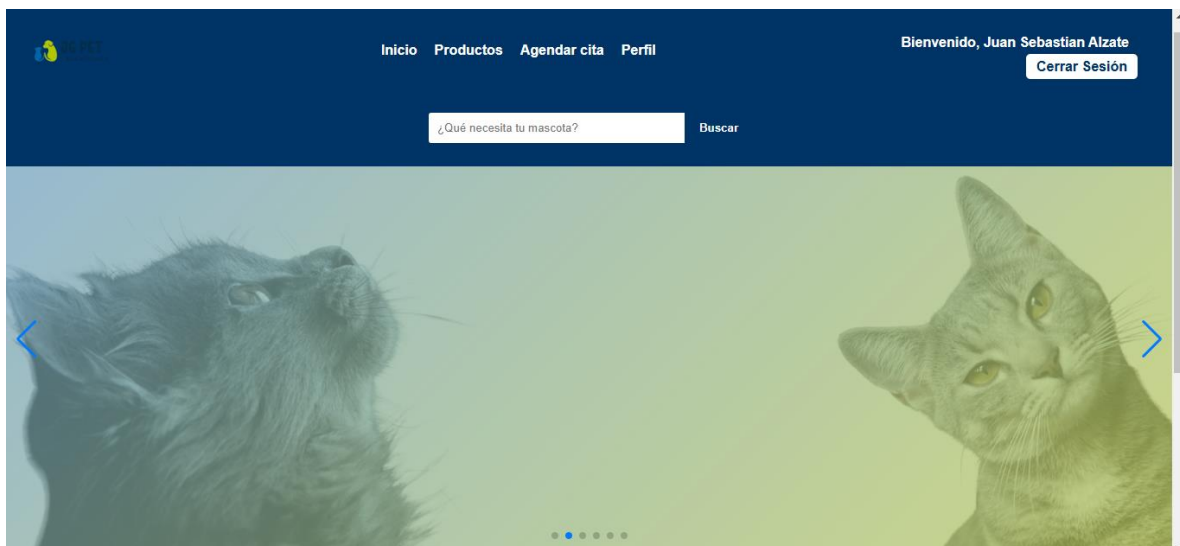 Inicio Productos Agendar cita Perfil
Bienvenido, Juan Sebastian Alzate
Cerrar Sesión
¿Qué necesita tu mascota? Buscar